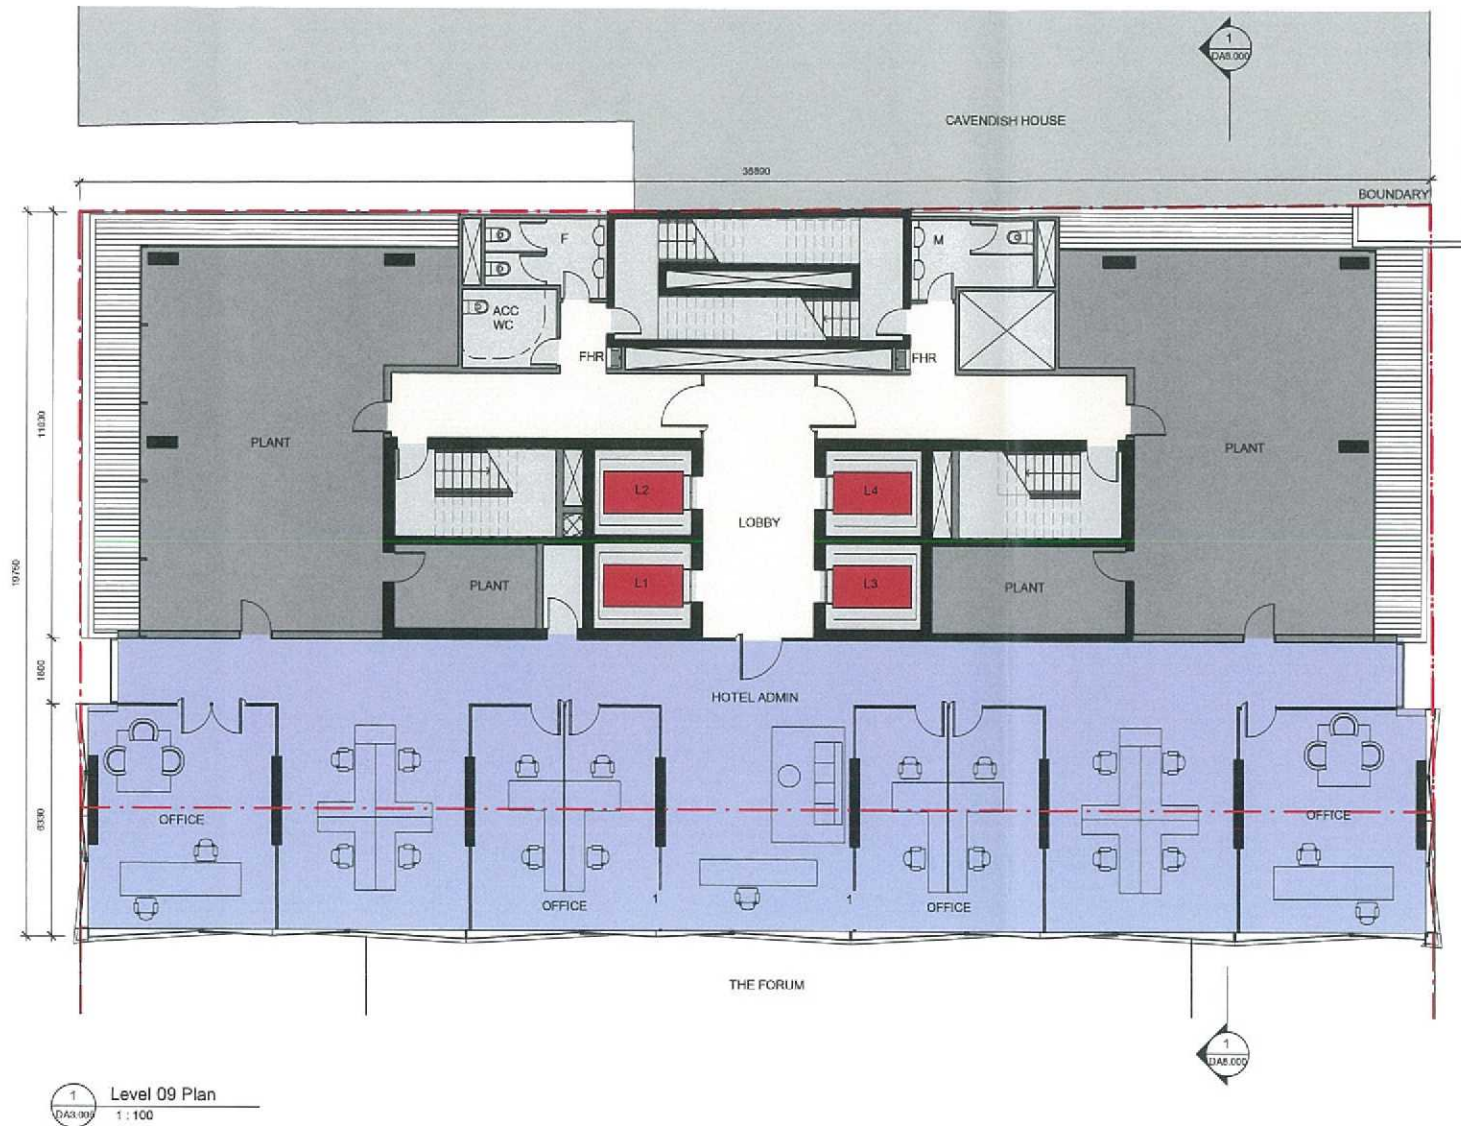 1
DA8.000
CAVENDISH HOUSE
36890
BOUNDARY
F
M
ACC
WC
FHR
FHR
11030
PLANT
PLANT
L2
L4
LOBBY
19760
L1
L3
PLANT
PLANT
1800
HOTEL ADMIN
6330
OFFICE
OFFICE
OFFICE
1
1
OFFICE
THE FORUM
1
DA8.000
1
Level 09 Plan
1 : 100